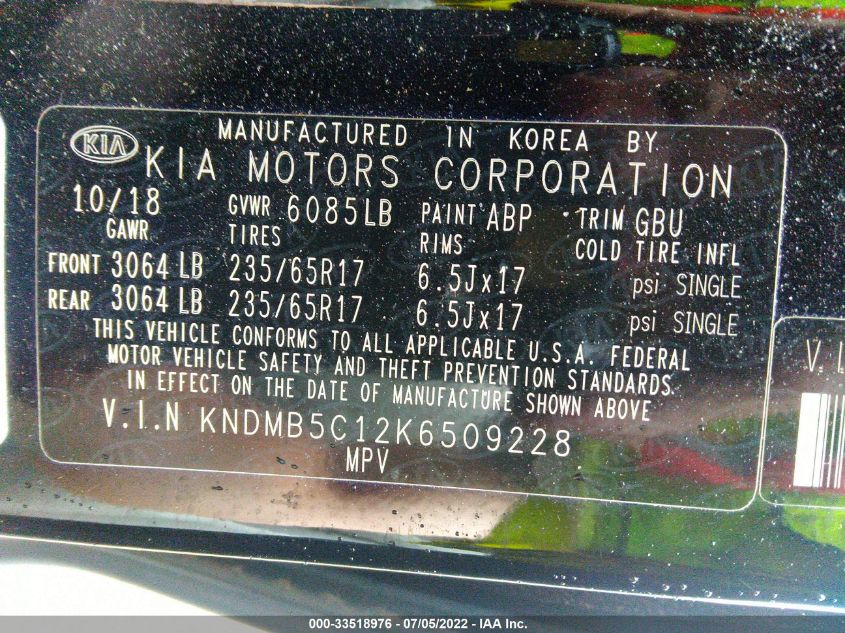 MANUFACTURED IN KOREA BY
KIA KIA MOTORS CORPORATION
10/18 GVWR 6085LB PAINT ABP TRIM GBU
GAWR TIRES RIMS COLD TIRE INFL
FRONT 3064 LB 235/65R17 6.5Jx17 psi SINGLE
REAR 3064 LB 235/65R17 6.5Jx17 psi SINGLE
THIS VEHICLE CONFORMS TO ALL APPLICABLE U.S.A. FEDERAL
MOTOR VEHICLE SAFETY AND THEFT PREVENTION STANDARDS
IN EFFECT ON THE DATE OF MANUFACTURE SHOWN ABOVE
V.I.N KNDMB5C12K6509228
MPV
000-33518976 - 07/05/2022 - IAA Inc.